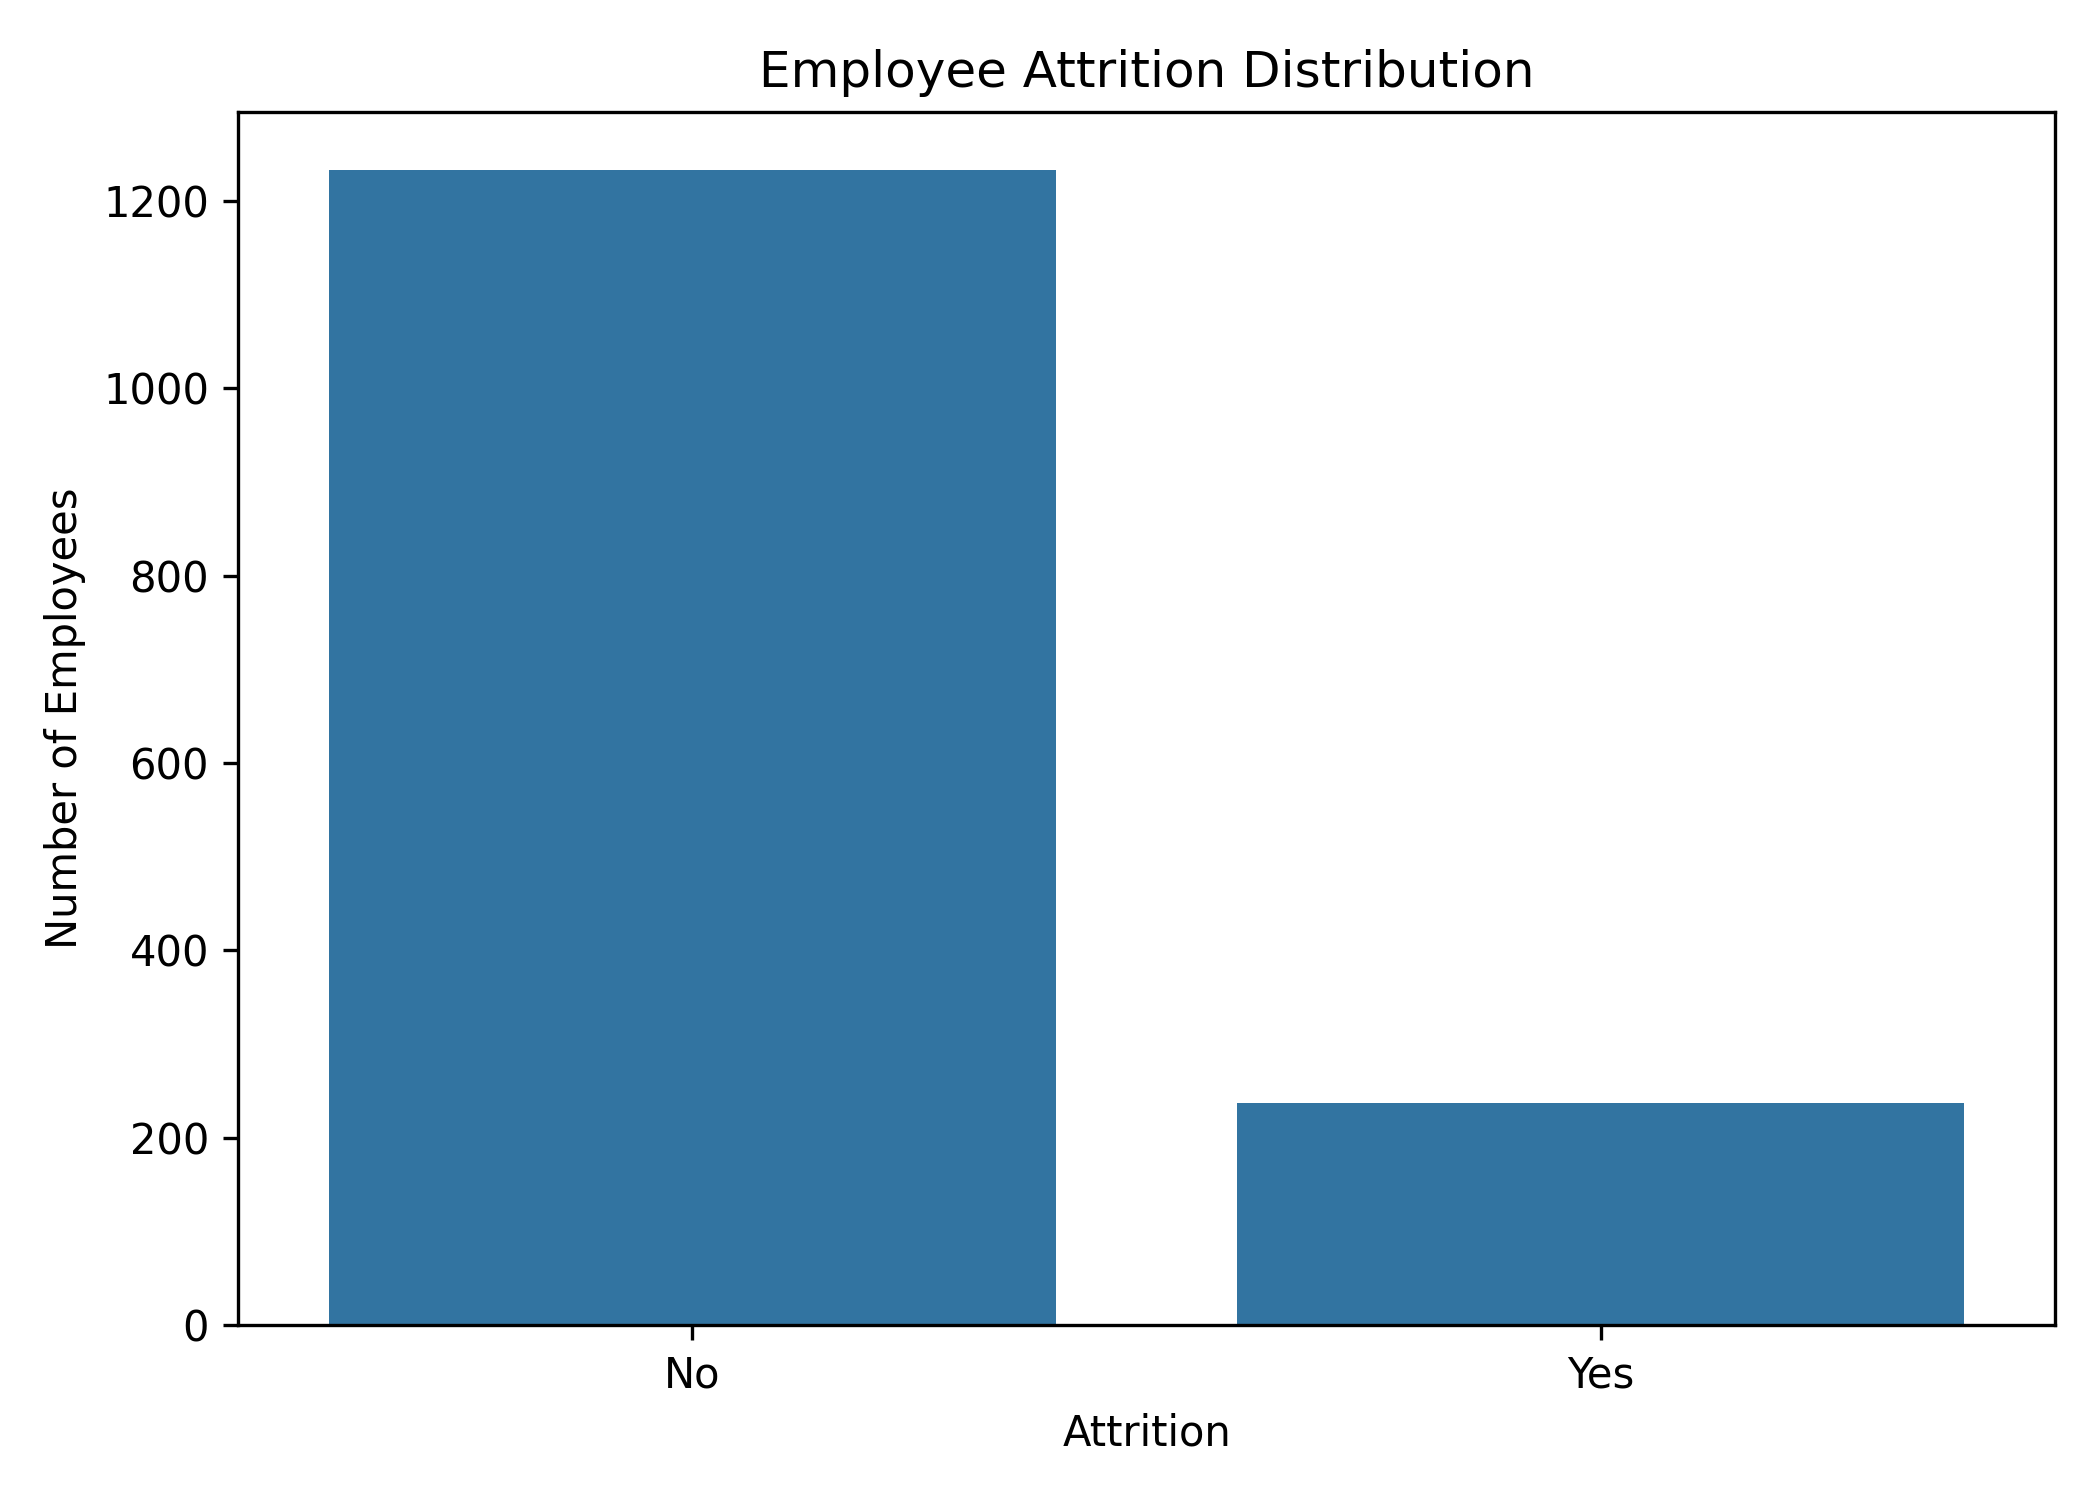 Employee Attrition Distribution
1200
1000
800
600
400
200
0
Number of Employees
No
Yes
Attrition